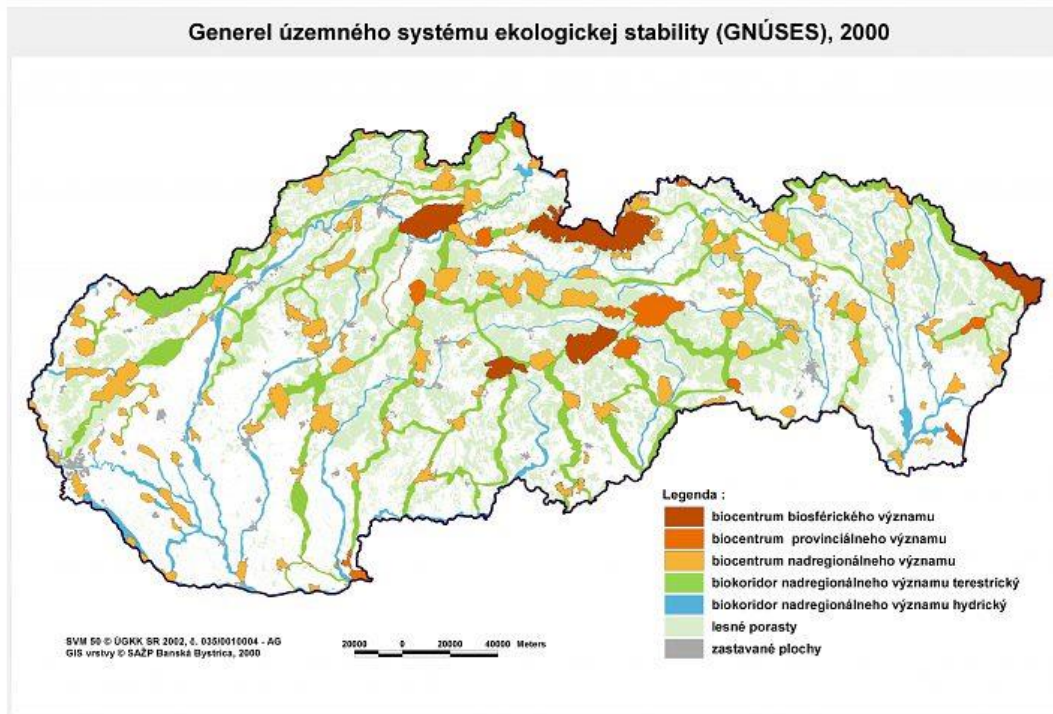 Generel územného systému ekologickej stability (GNÚSES), 2000
Legenda :
biocentrum biosférického významu
biocentrum provinciálneho významu
biocentrum nadregionálneho významu
biokoridor nadregionálneho významu terestrický
biokoridor nadregionálneho významu hydrický
lesné porasty
zastavané plochy
SVM 50 © ÚGKK SR 2002, č. 035/0010004 - AG
GIS vrstvy © SAŽP Banská Bystrica, 2000
20000 0 20000 40000 Meters